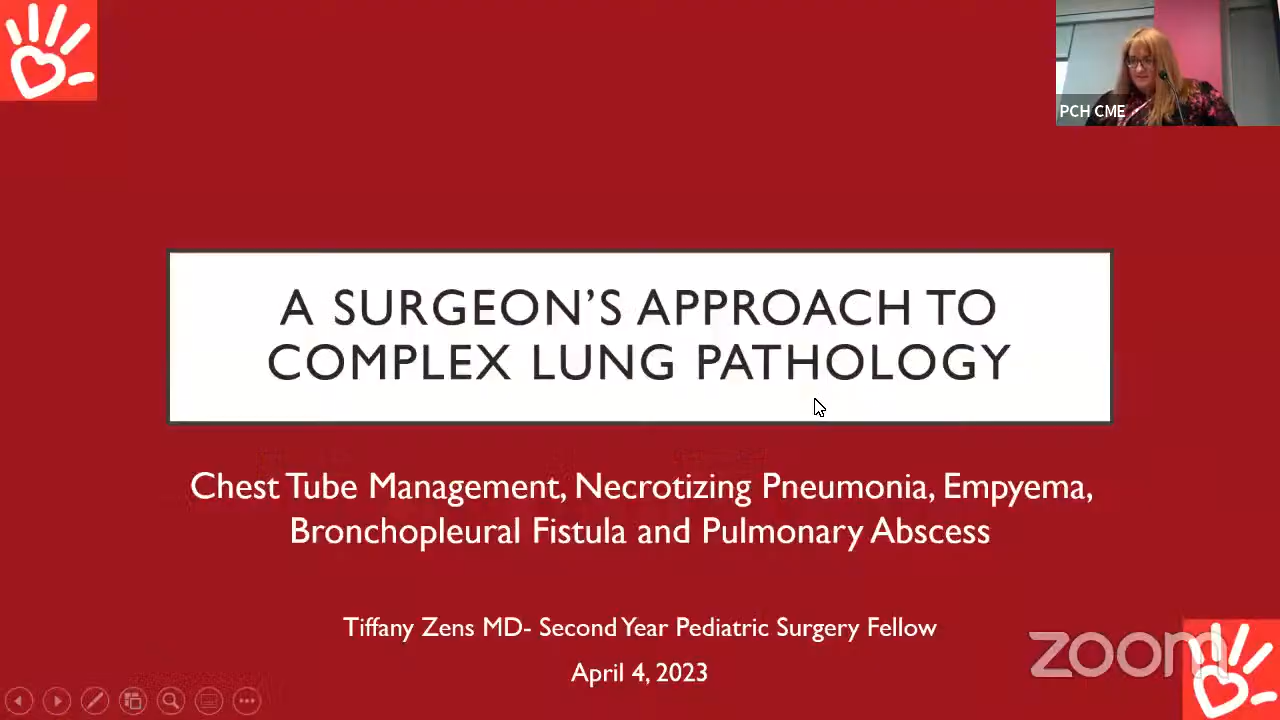 PCH CME
A SURGEON'S APPROACH TO
COMPLEX LUNG PATHOLOGY
Chest Tube Management, Necrotizing Pneumonia, Empyema,
Bronchopleural Fistula and Pulmonary Abscess
Tiffany Zens MD- Second Year Pediatric Surgery Fellow
April 4, 2023
zoom